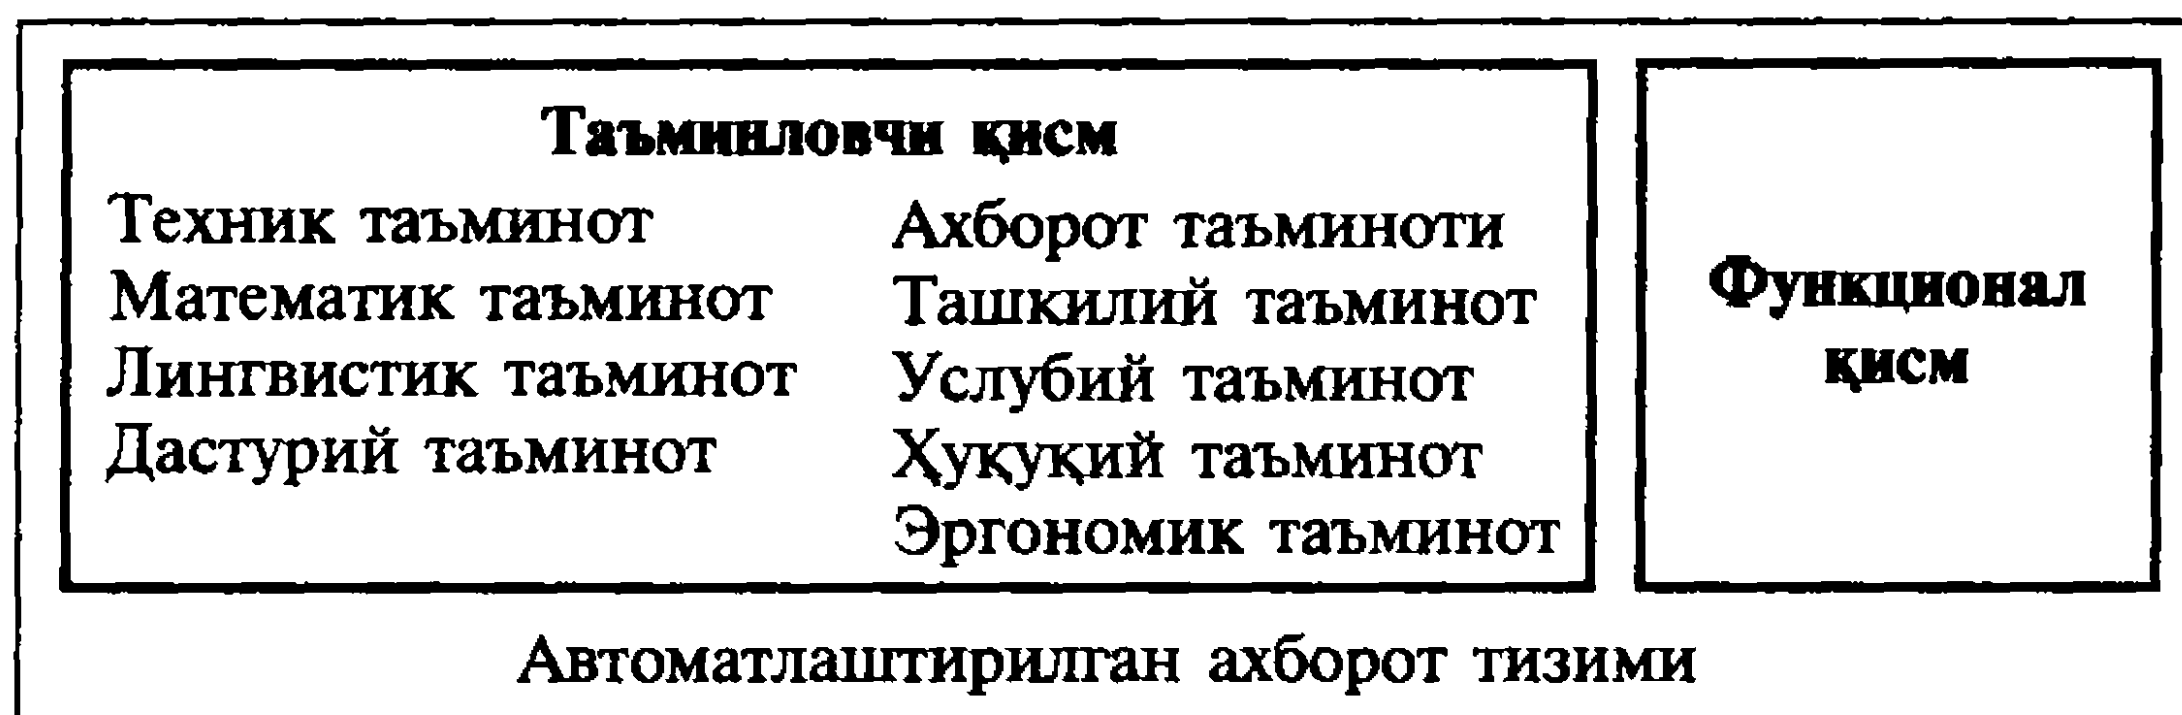 Таъминловчи қисм
Техник таъминот
Математик таъминот
Лингвистик таъминот
Дастурий таъминот
Ахборот таъминоти
Ташкилий таъминот
Услубий таъминот
Ҳуқуқий таъминот
Эргономик таъминот
Функционал
қисм
Автоматлаштирилган ахборот тизими